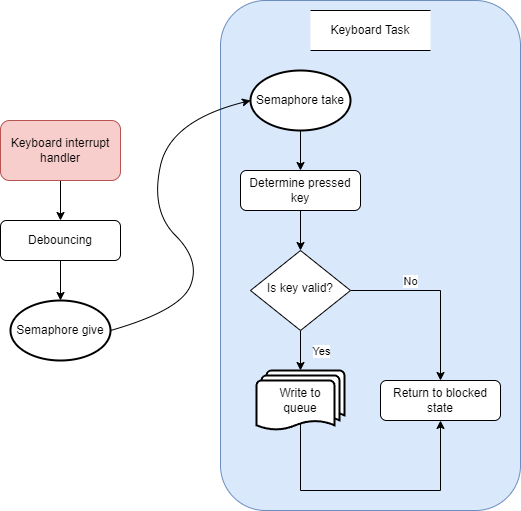 Keyboard Task
Semaphore take
Keyboard interrupt
handler
Determine pressed
key
Debouncing
Is key valid?
No
Semaphore give
Yes
Write to
queue
Return to blocked
state